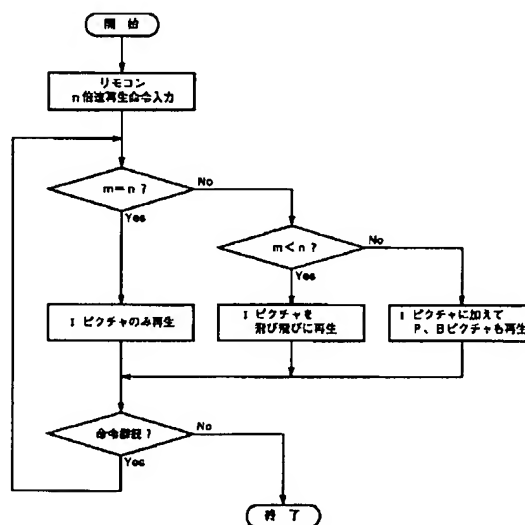 開 始
リモコン
n倍速再生命令入力
m=n ?
No
Yes
m<n ?
No
Yes
I ピクチャのみ再生
I ピクチャを
飛び飛びに再生
I ピクチャに加えて
P、Bピクチャも再生
命令継続?
No
Yes
終 了